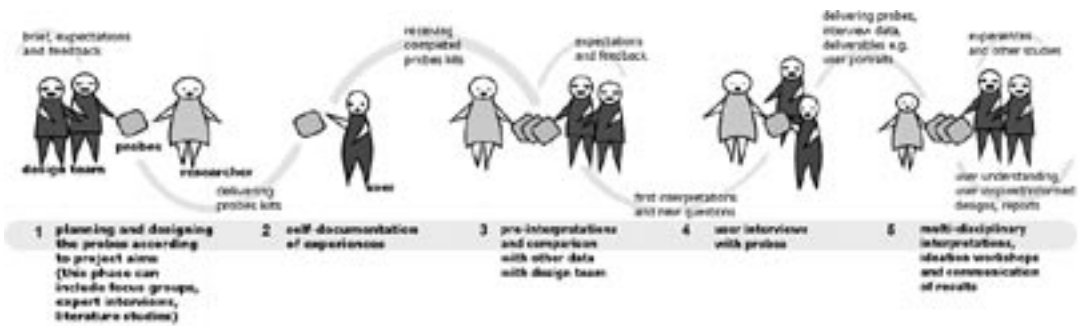 brief, expectations
and feedback
design team
probes
researcher
delivering
probes kits
user
receiving
completed
probes kits
expectations
and feedback
first interpretations
and new questions
delivering probes,
interview data,
deliverables e.g.
user portraits
experiences
and other studies
user understanding,
user inspired/informed
designs, reports
1 planning and designing
the probes according
to project aims
(this phase can
include focus groups,
expert interviews,
literature studies)
2 self-documentation
of experiences
3 pre-interpretations
and comparison
with other data
with design team
4 user interviews
with probes
5 multi-disciplinary
interpretations,
ideation workshops
and communication
of results